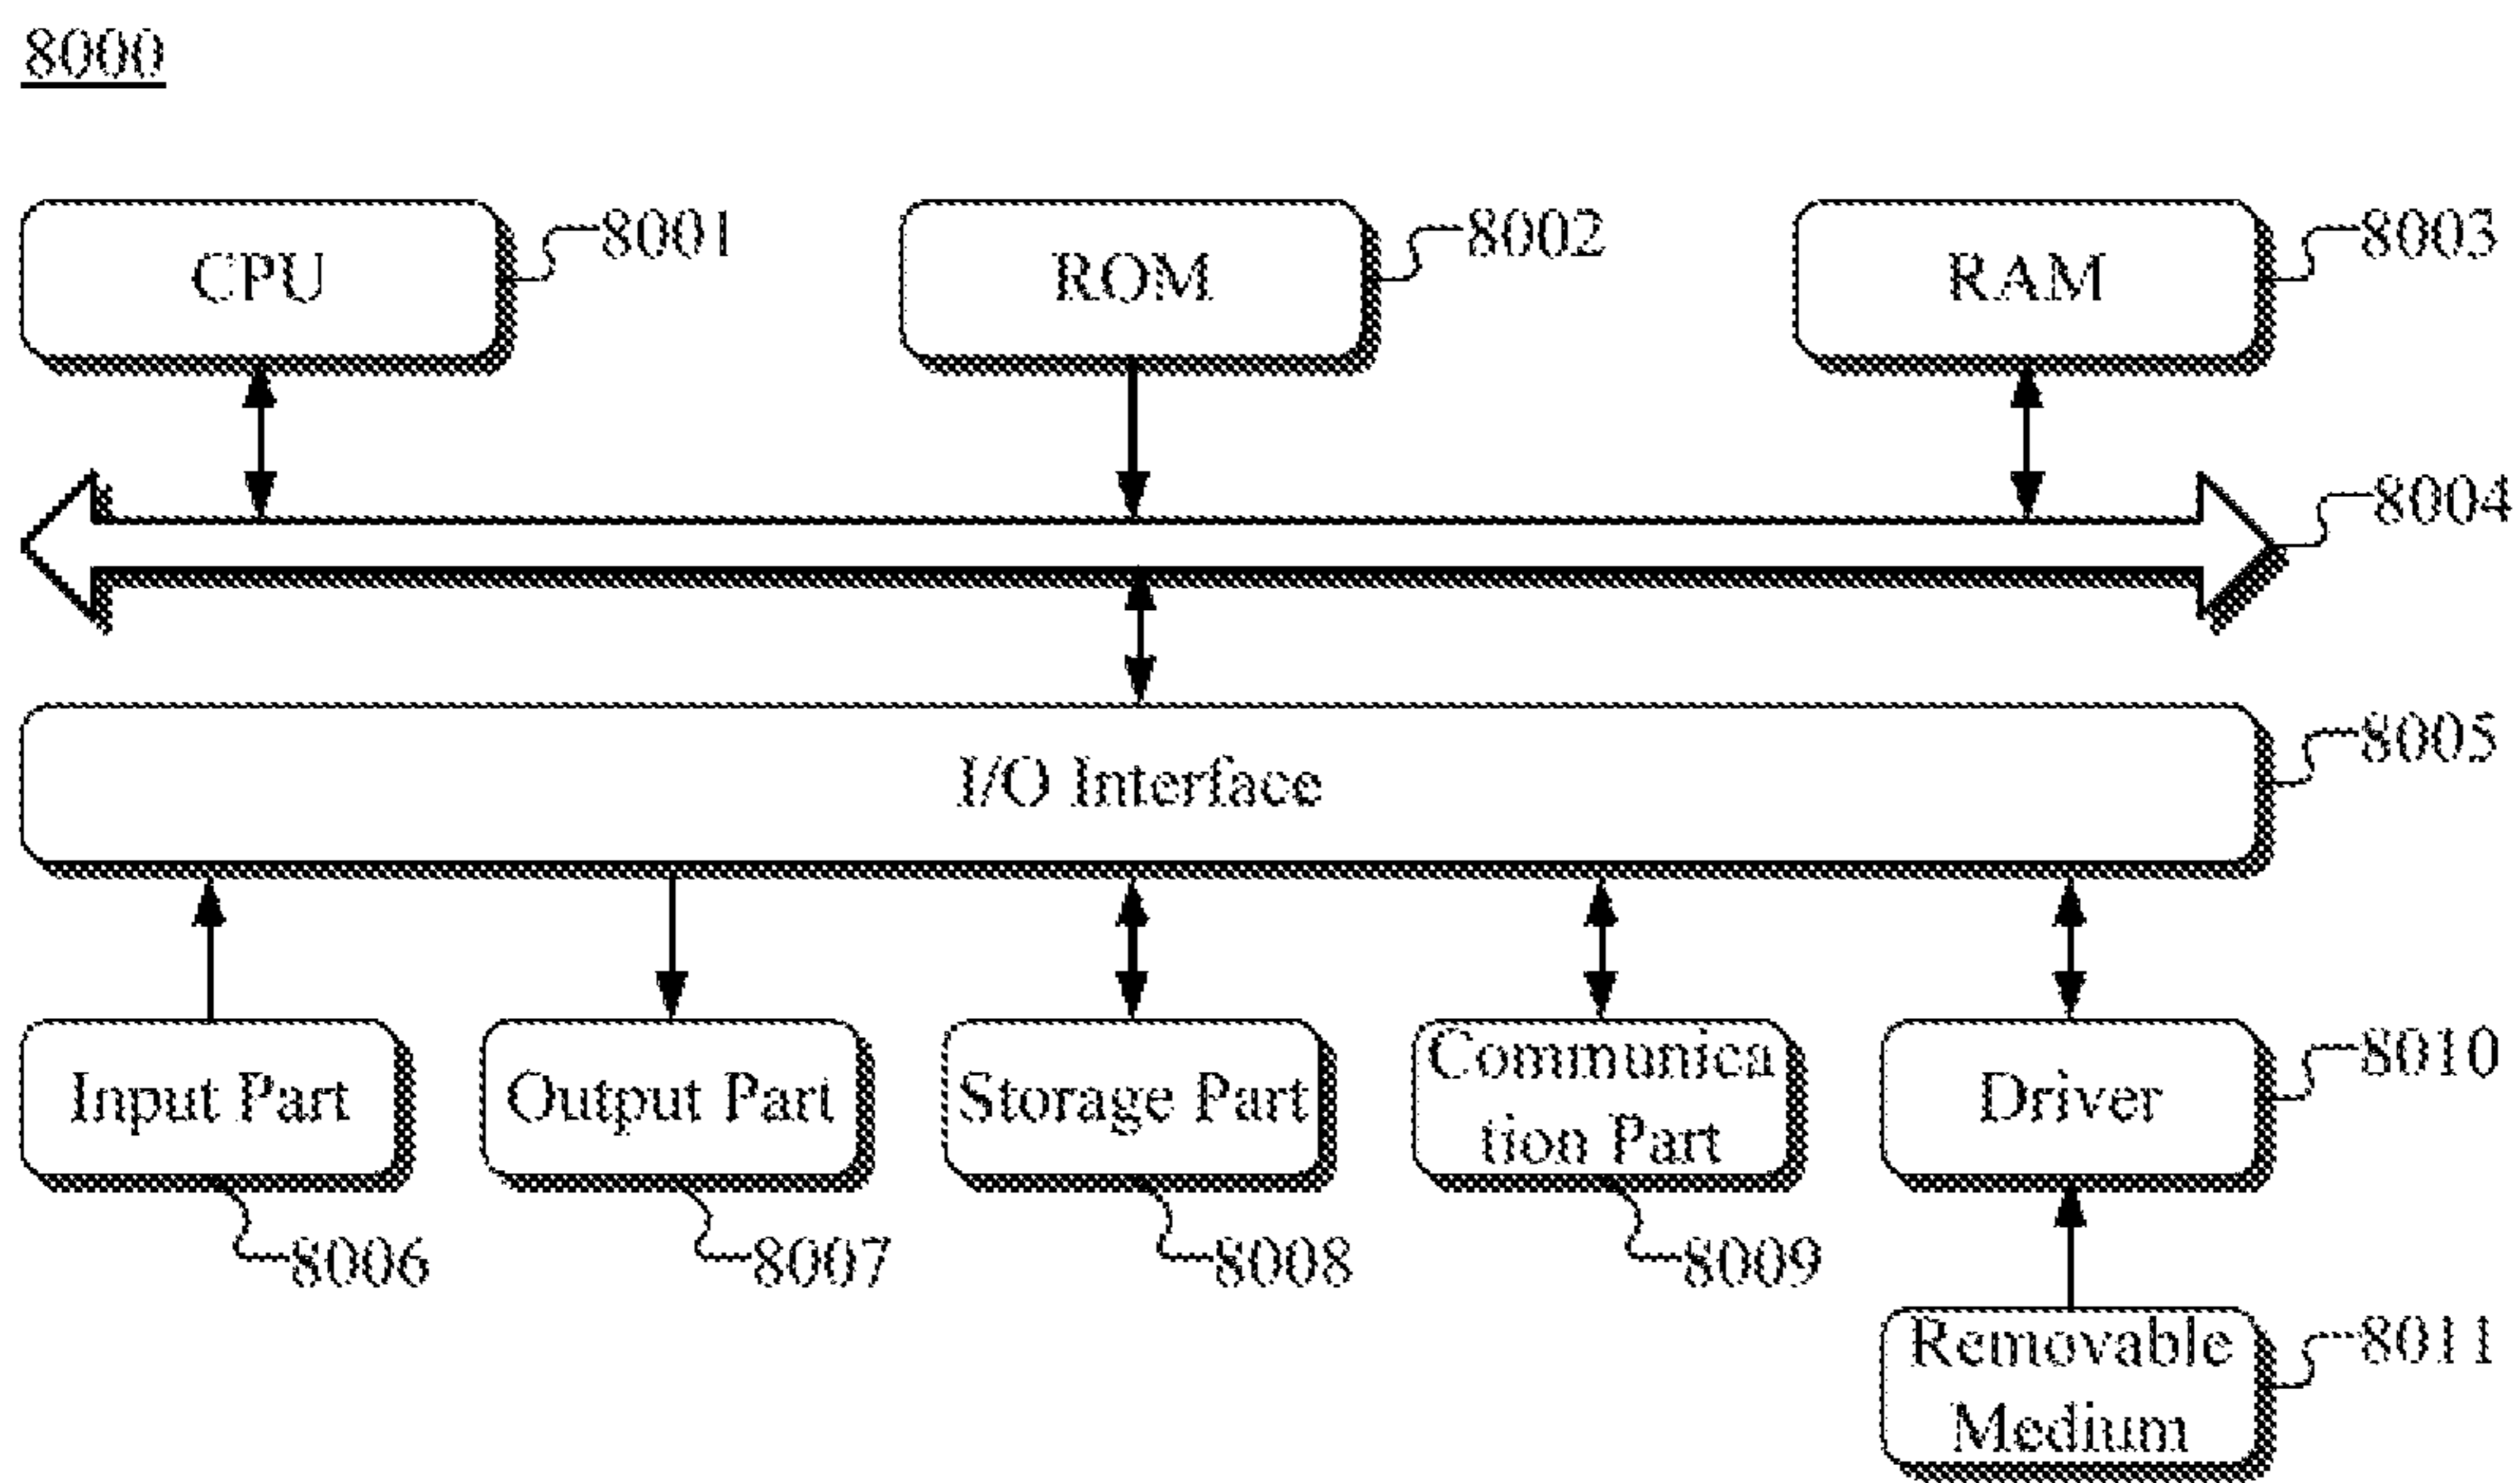 8000
CPU
8001
ROM
8002
RAM
8003
8004
I/O Interface
8005
Input Part
8006
Output Part
8007
Storage Part
8008
Communica
tion Part
8009
Driver
8010
Removable
Medium
8011